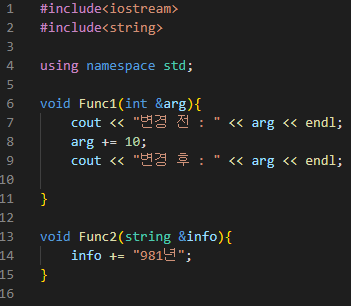 1 #include<iostream>
2 #include<string>
3
4 using namespace std;
5
6 void Func1(int &arg){
7 cout << "변경 전 : " << arg << endl;
8 arg += 10;
9 cout << "변경 후 : " << arg << endl;
10
11 }
12
13 void Func2(string &info){
14 info += "981년";
15 }
16